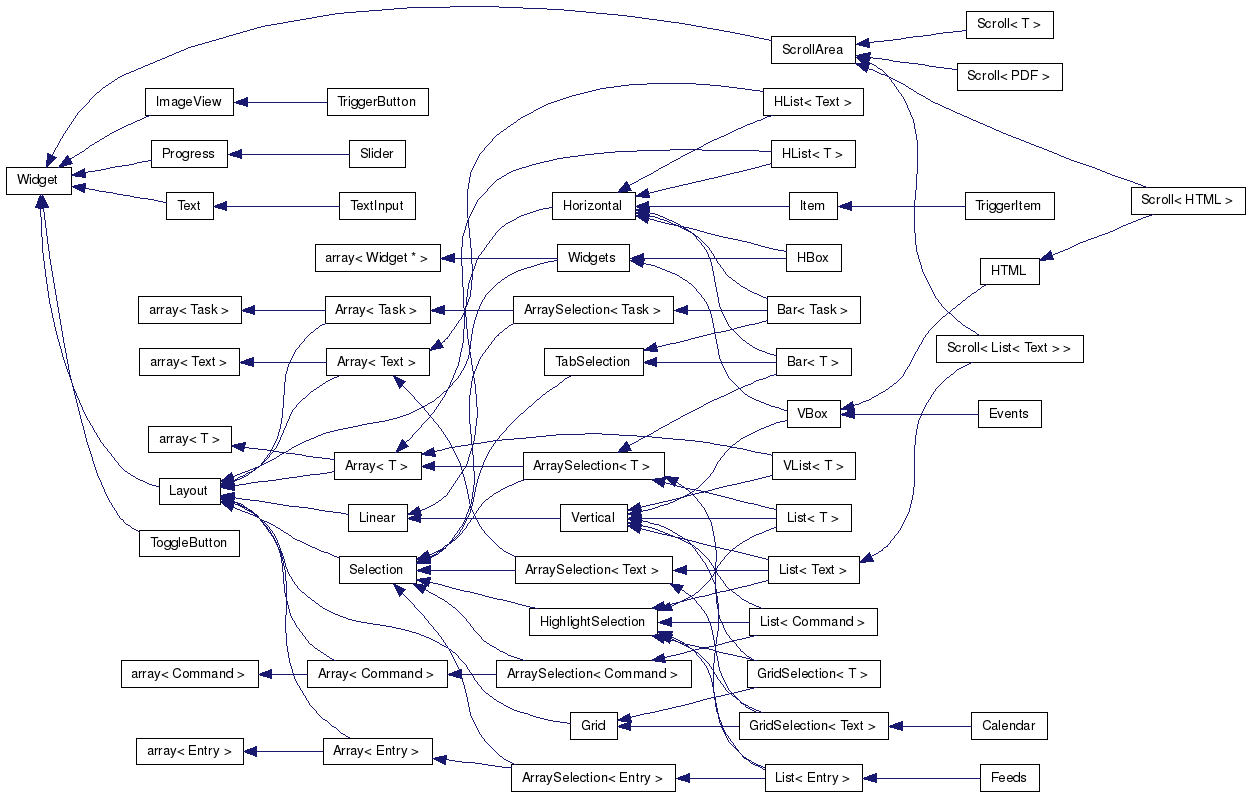 Scroll< T >
ScrollArea
Scroll< PDF >
ImageView
TriggerButton
HList< Text >
Progress
Slider
HList< T >
Widget
Scroll< HTML >
Text
TextInput
Horizontal
Item
TriggerItem
array< Widget * >
Widgets
HBox
HTML
array< Task >
Array< Task >
ArraySelection< Task >
Bar< Task >
Scroll< List< Text > >
array< Text >
Array< Text >
TabSelection
Bar< T >
VBox
Events
array< T >
Array< T >
ArraySelection< T >
VList< T >
Layout
Linear
Vertical
List< T >
ToggleButton
Selection
ArraySelection< Text >
List< Text >
HighlightSelection
List< Command >
array< Command >
Array< Command >
ArraySelection< Command >
GridSelection< T >
Grid
GridSelection< Text >
Calendar
array< Entry >
Array< Entry >
ArraySelection< Entry >
List< Entry >
Feeds